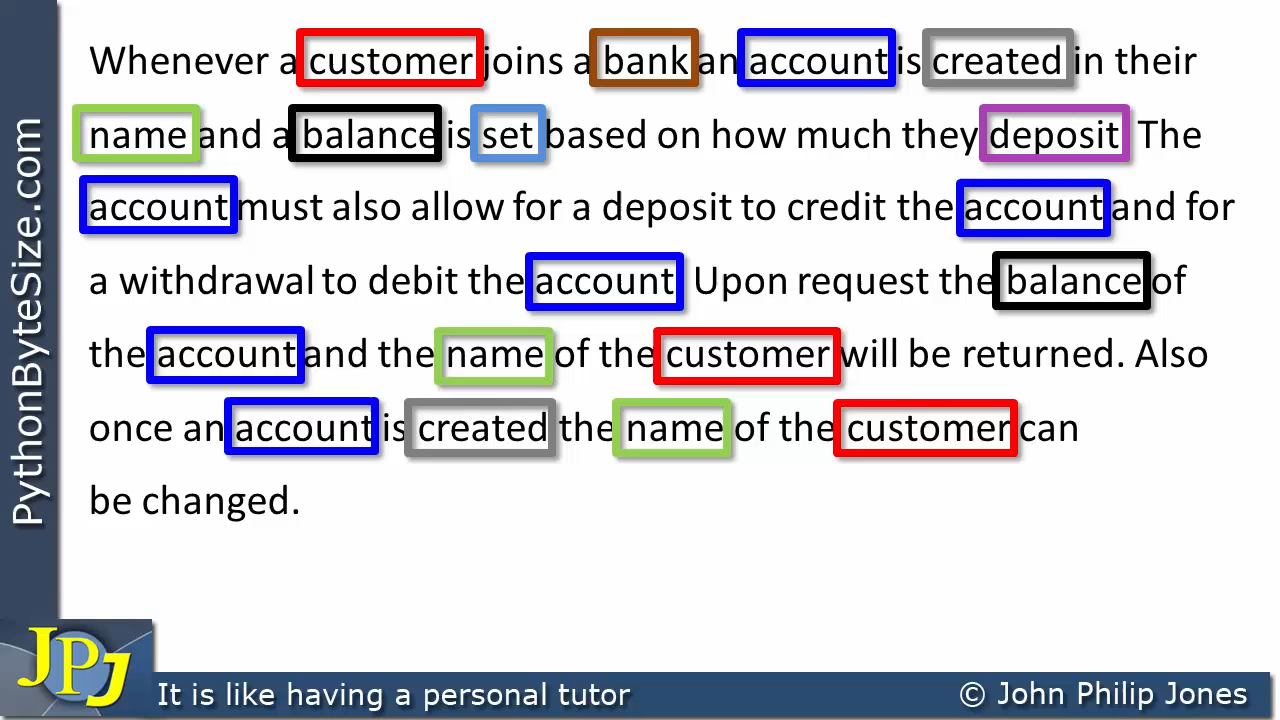 Whenever a customer joins a bank an account is created in their
name and a balance is set based on how much they deposit The
account must also allow for a deposit to credit the account and for
a withdrawal to debit the account Upon request the balance of
the account and the name of the customer will be returned. Also
once an account is created the name of the customer can
be changed.
PythonByteSize.com
JPJ
It is like having a personal tutor
© John Philip Jones